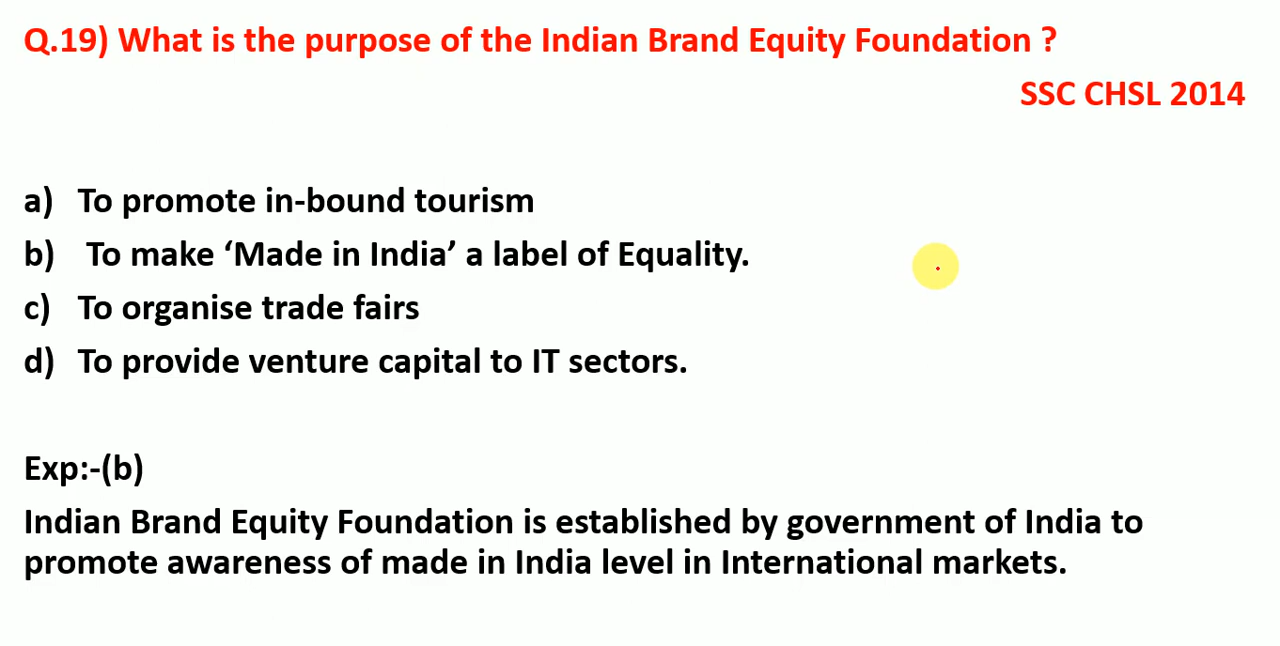 Q.19) What is the purpose of the Indian Brand Equity Foundation ?
SSC CHSL 2014
a) To promote in-bound tourism
b) To make ‘Made in India’ a label of Equality.
c) To organise trade fairs
d) To provide venture capital to IT sectors.
Exp:-(b)
Indian Brand Equity Foundation is established by government of India to
promote awareness of made in India level in International markets.